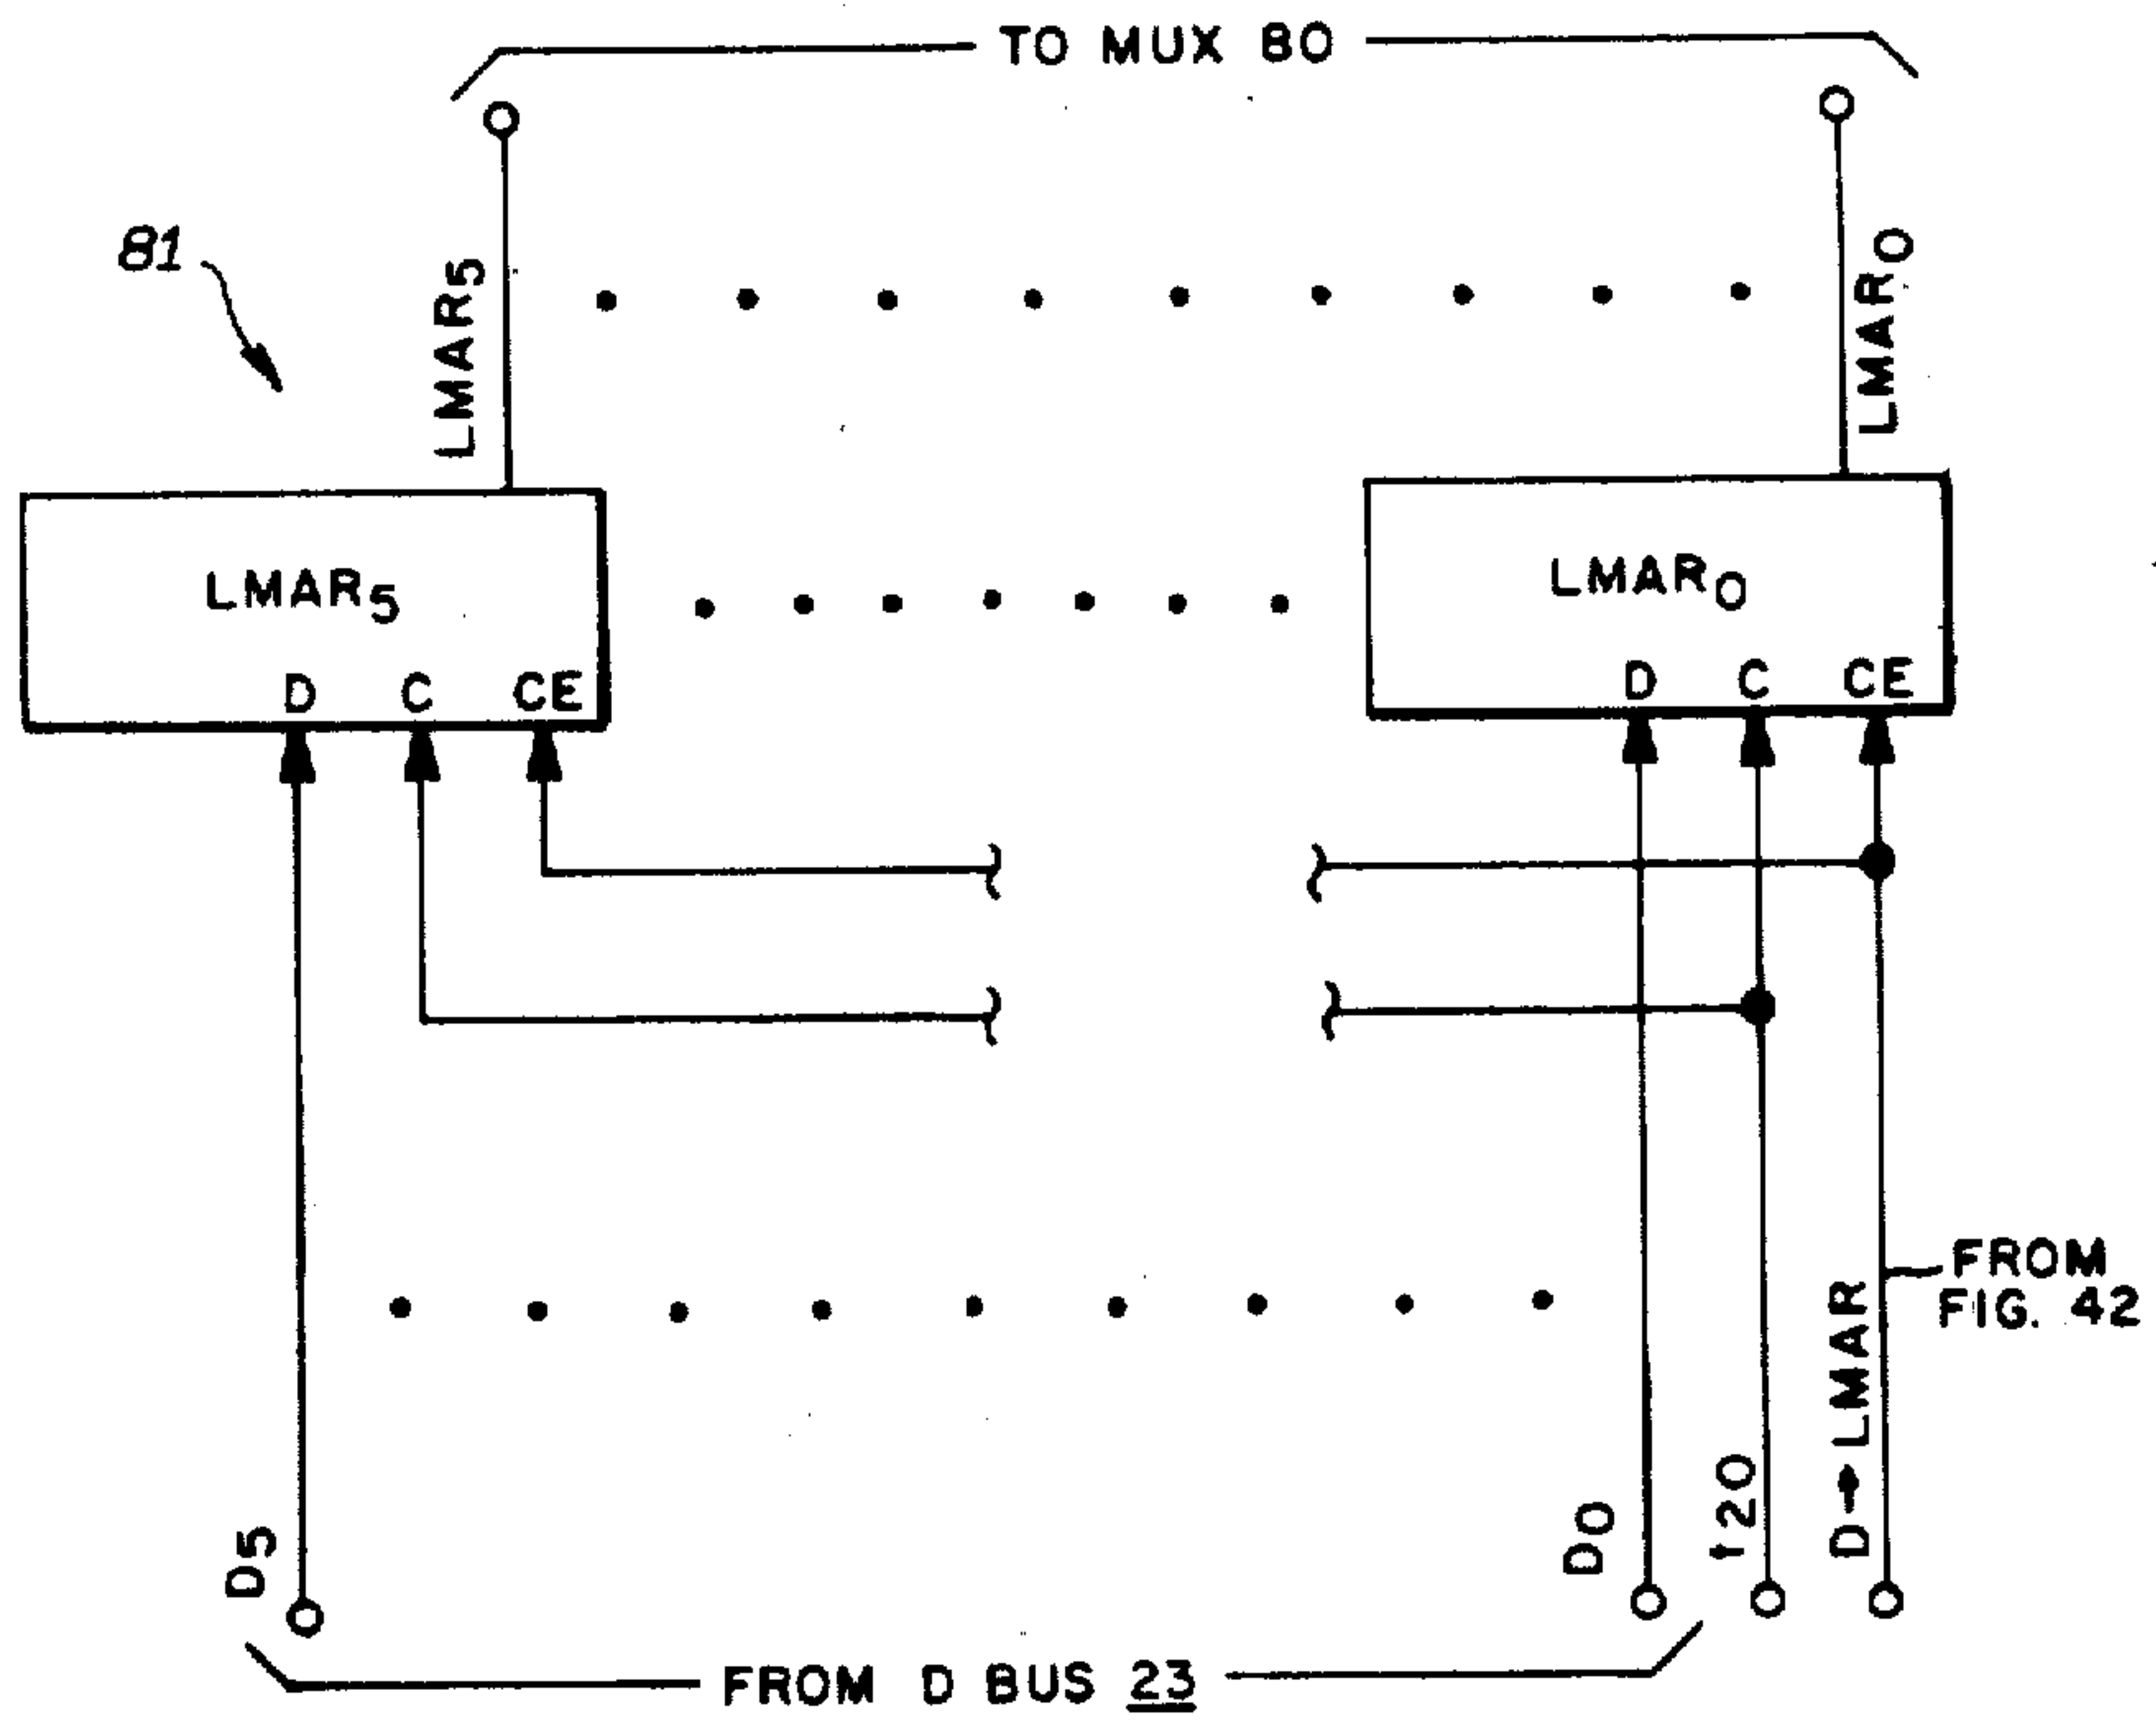 TO MUX 80
81
LMAR5
LMAR0
LMAR5
LMAR0
D C CE
D C CE
FROM
FIG. 42
D5
D0
t20
D→LMAR
FROM D BUS 23